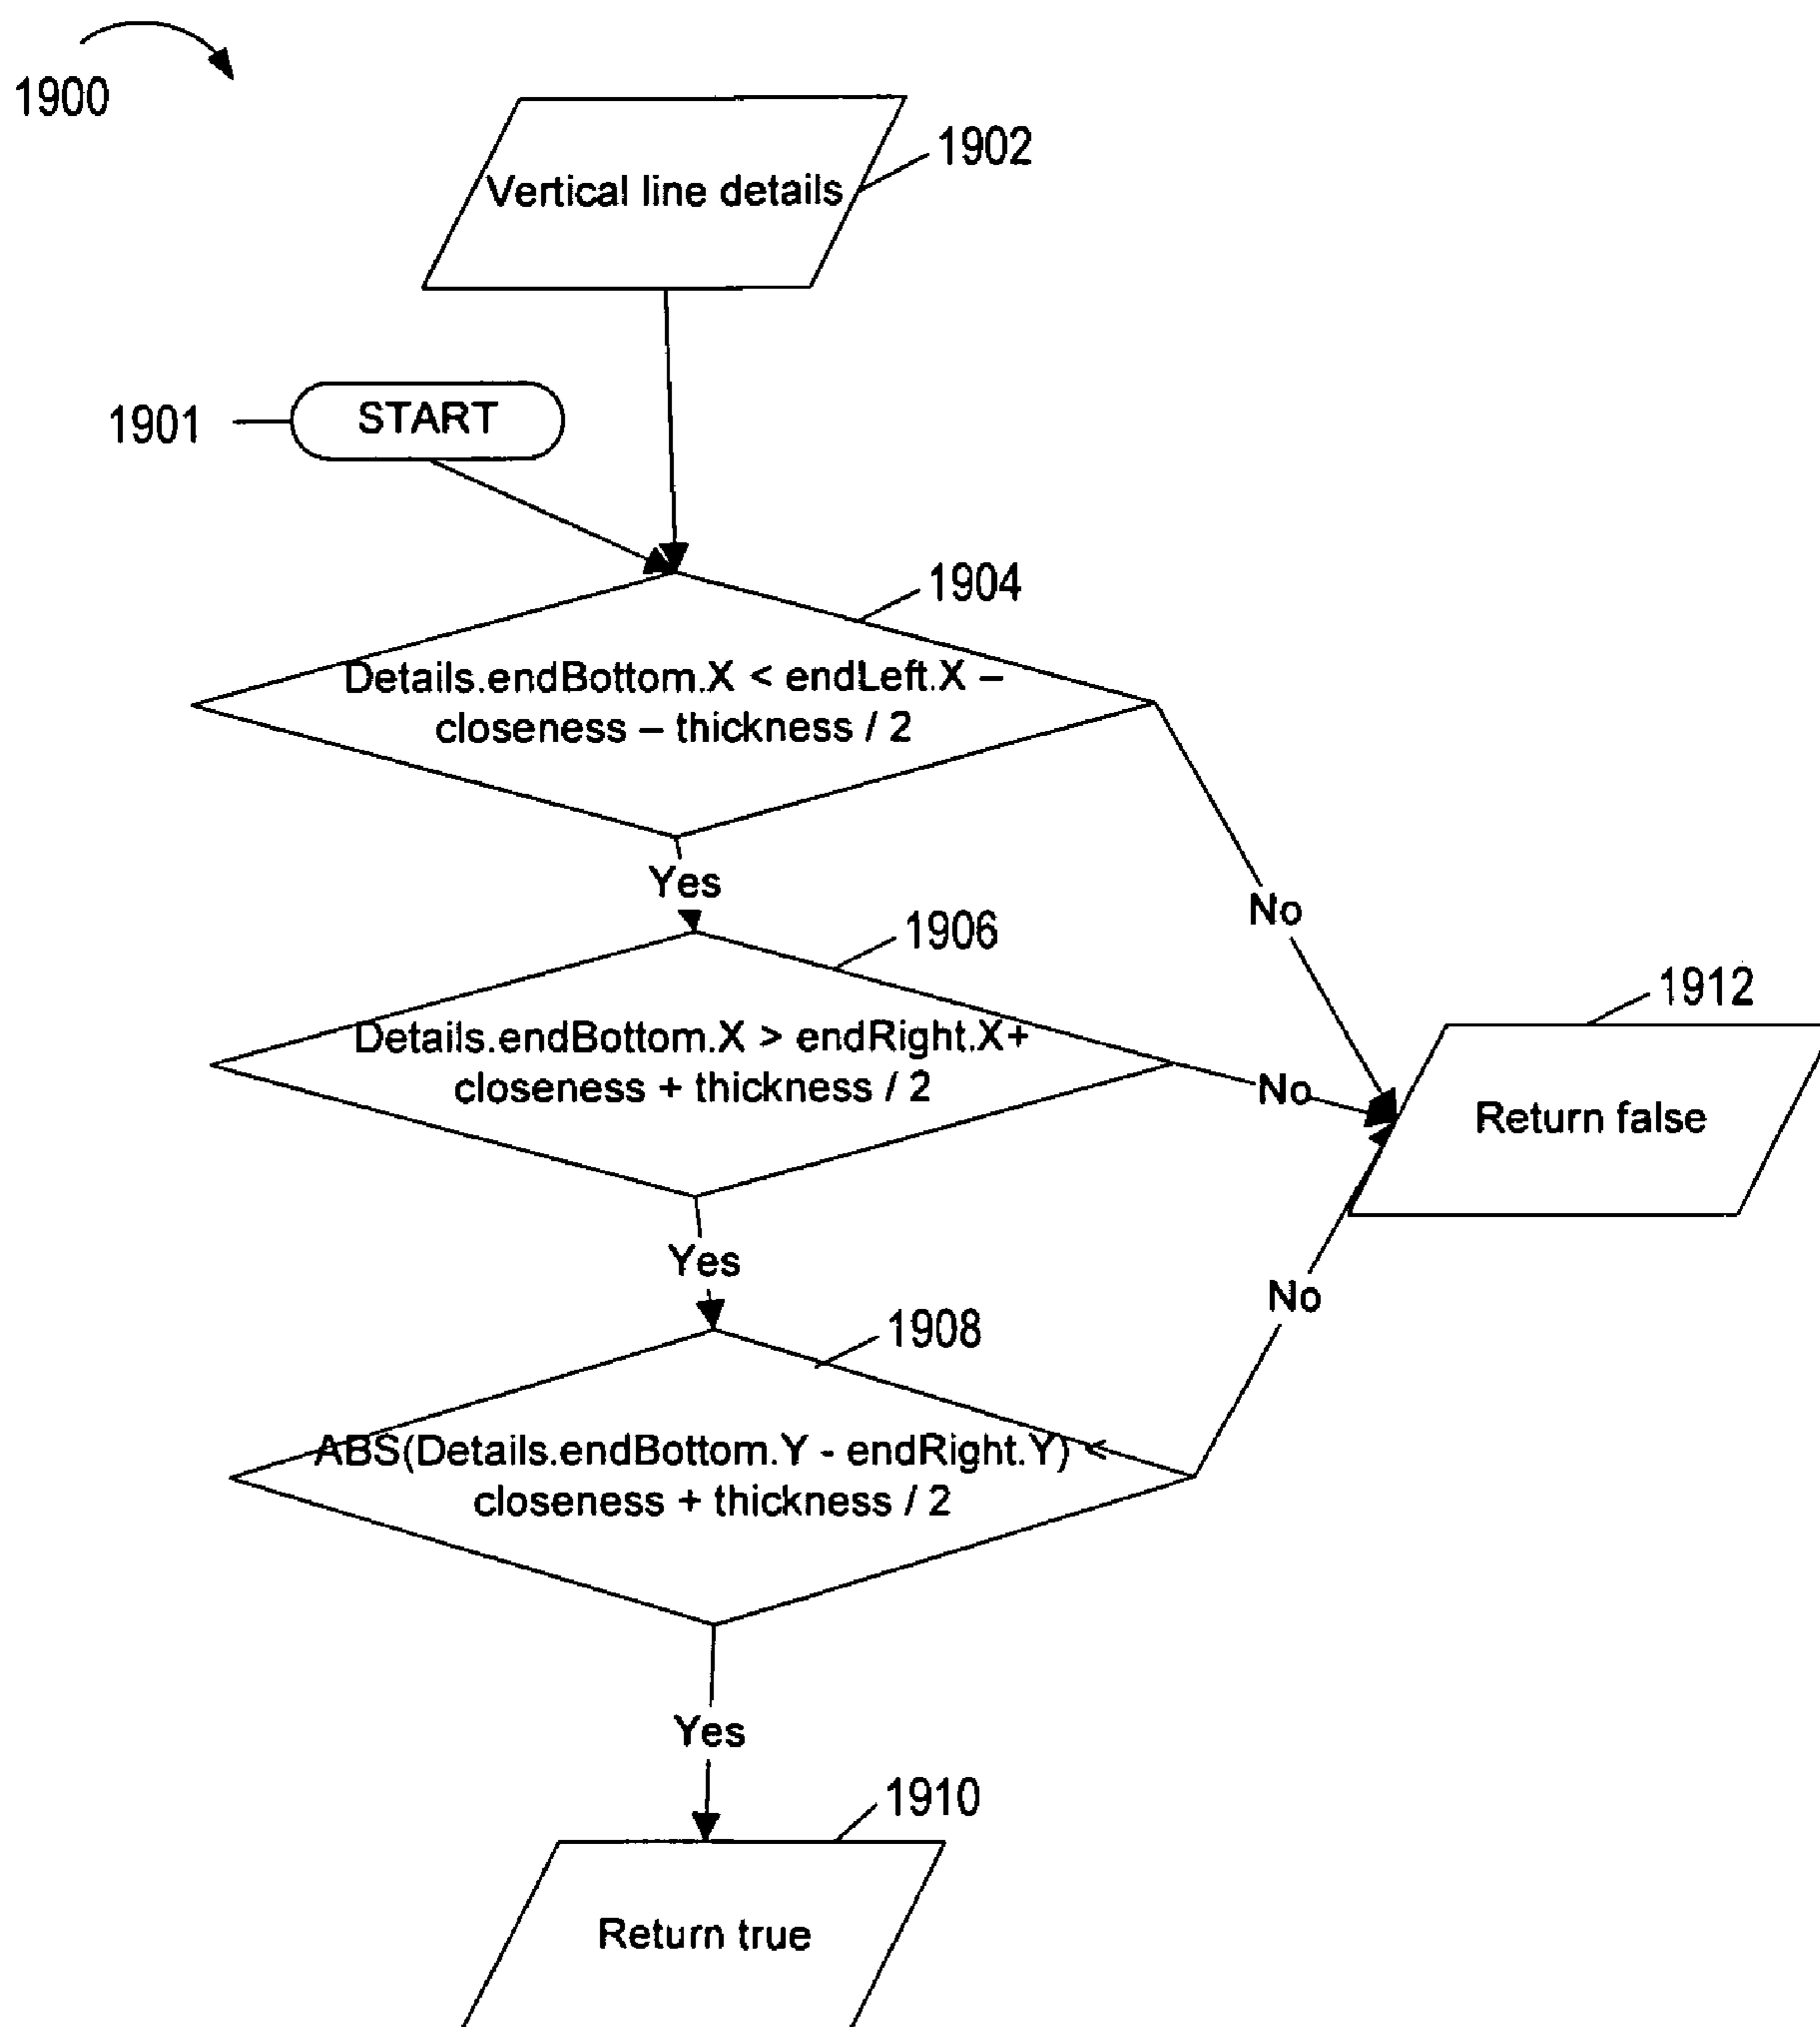 1900
1902
Vertical line details
1901
START
1904
Details.endBottom.X < endLeft.X –
closeness – thickness / 2
Yes
No
1906
Details.endBottom.X > endRight.X+
closeness + thickness / 2
No
1912
Return false
Yes
No
1908
ABS(Details.endBottom.Y - endRight.Y) <
closeness + thickness / 2
Yes
1910
Return true